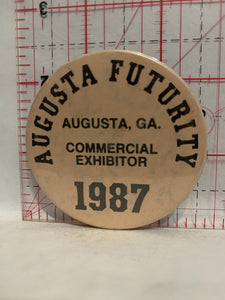 AUGUSTA FUTURITY
AUGUSTA, GA.
COMMERCIAL
EXHIBITOR
1987